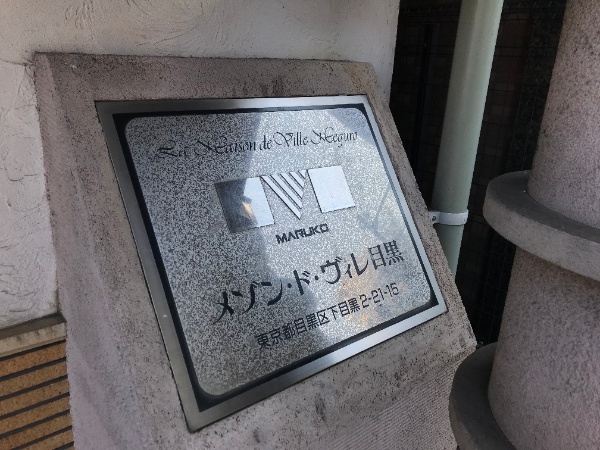 La Maison de Ville Meguro
MARUKO
メゾン・ド・ヴィレ目黒
東京都目黒区下目黒2-21-15